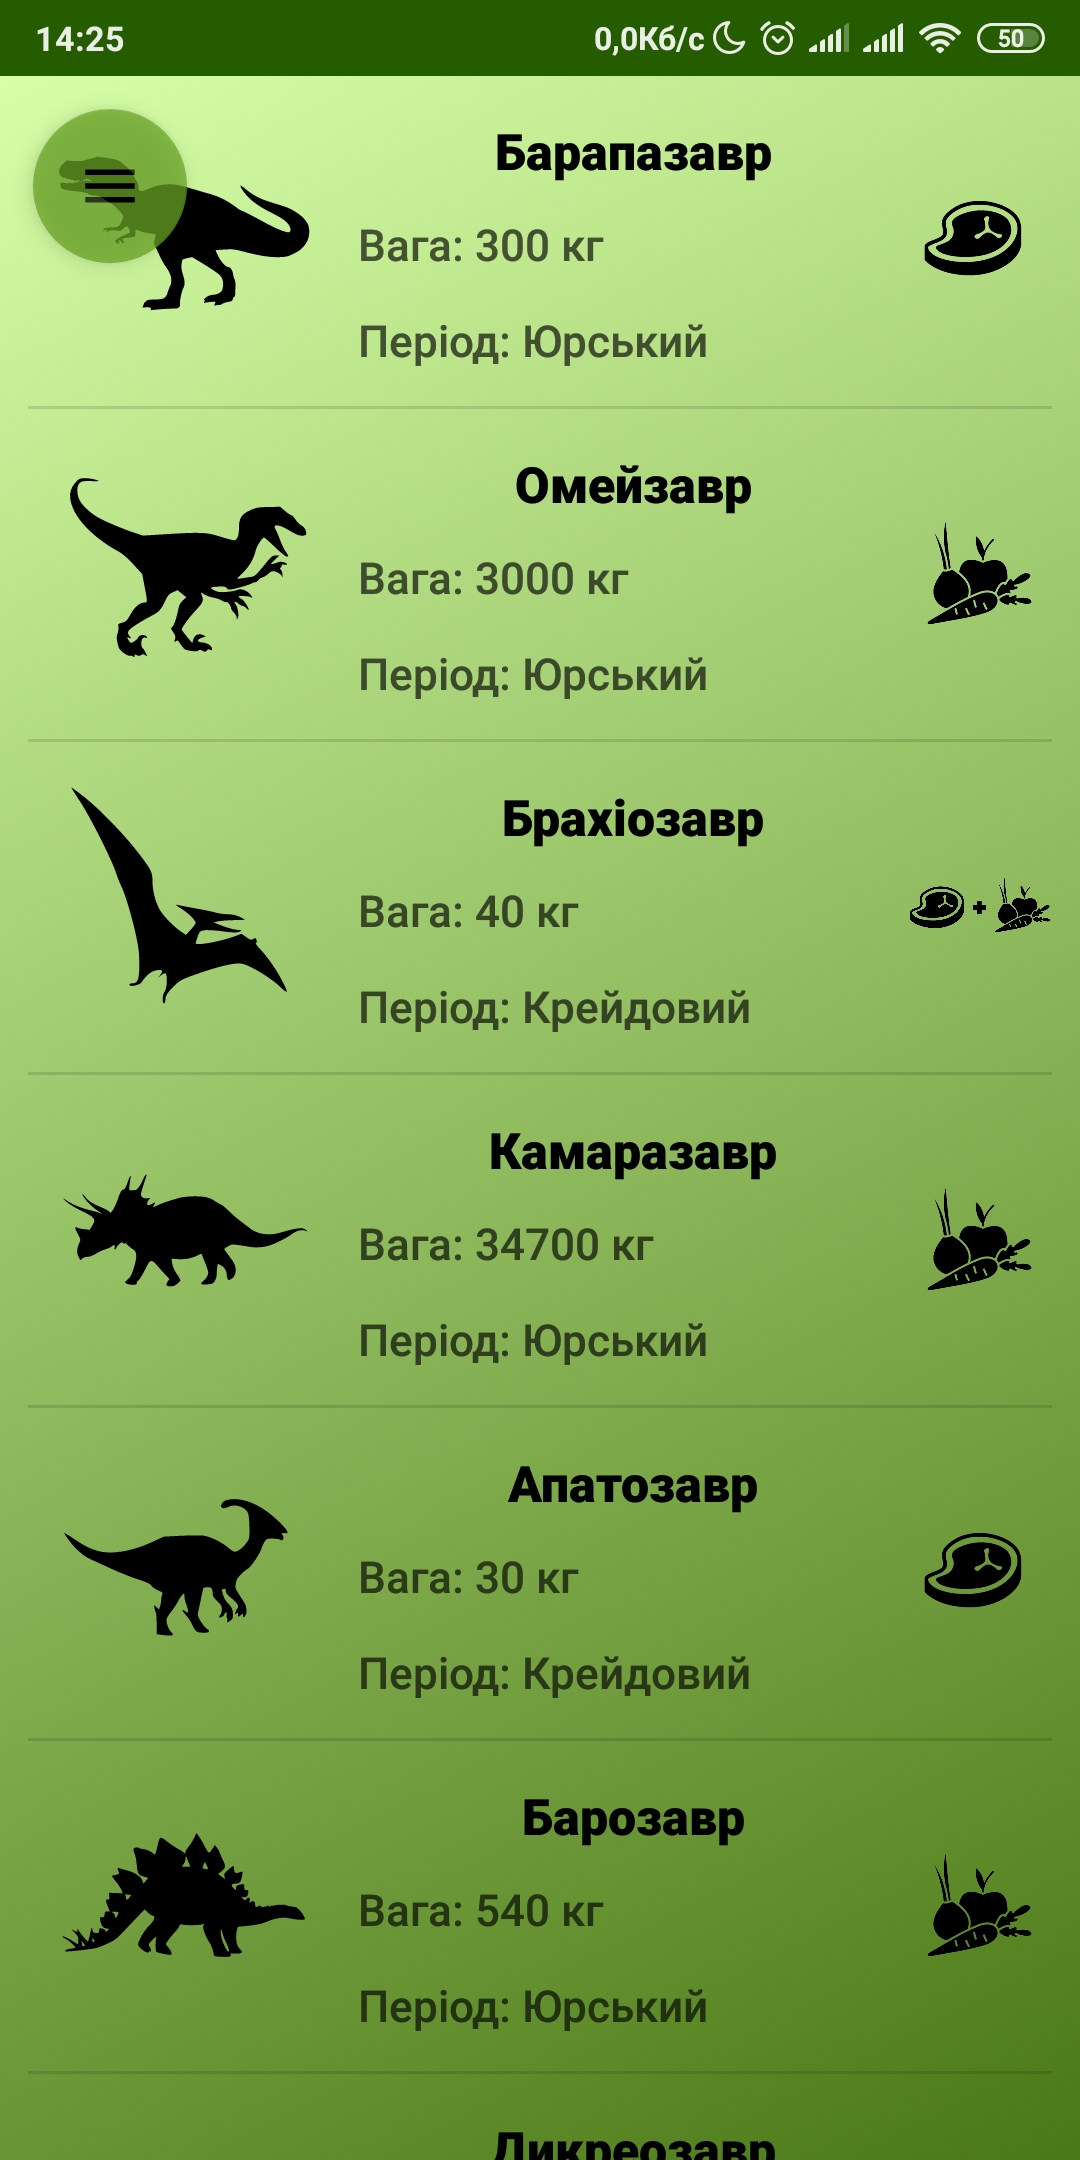 14:25 0,0Кб/с 50
Барапазавр
Вага: 300 кг
Період: Юрський
Омейзавр
Вага: 3000 кг
Період: Юрський
Брахіозавр
Вага: 40 кг
Період: Крейдовий
Камаразавр
Вага: 34700 кг
Період: Юрський
Апатозавр
Вага: 30 кг
Період: Крейдовий
Барозавр
Вага: 540 кг
Період: Юрський
Дикреозавр